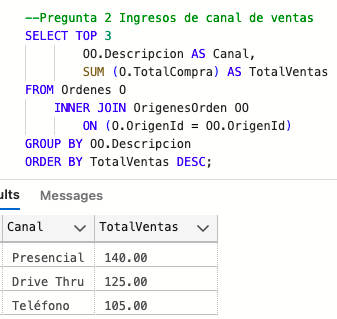 --Pregunta 2 Ingresos de canal de ventas
SELECT TOP 3
OO.Descripcion AS Canal,
SUM (O.TotalCompra) AS TotalVentas
FROM Ordenes O
INNER JOIN OrigenesOrden OO
ON (O.OrigenId = OO.OrigenId)
GROUP BY OO.Descripcion
ORDER BY TotalVentas DESC;
ults Messages
Canal TotalVentas
Presencial 140.00
Drive Thru 125.00
Teléfono 105.00